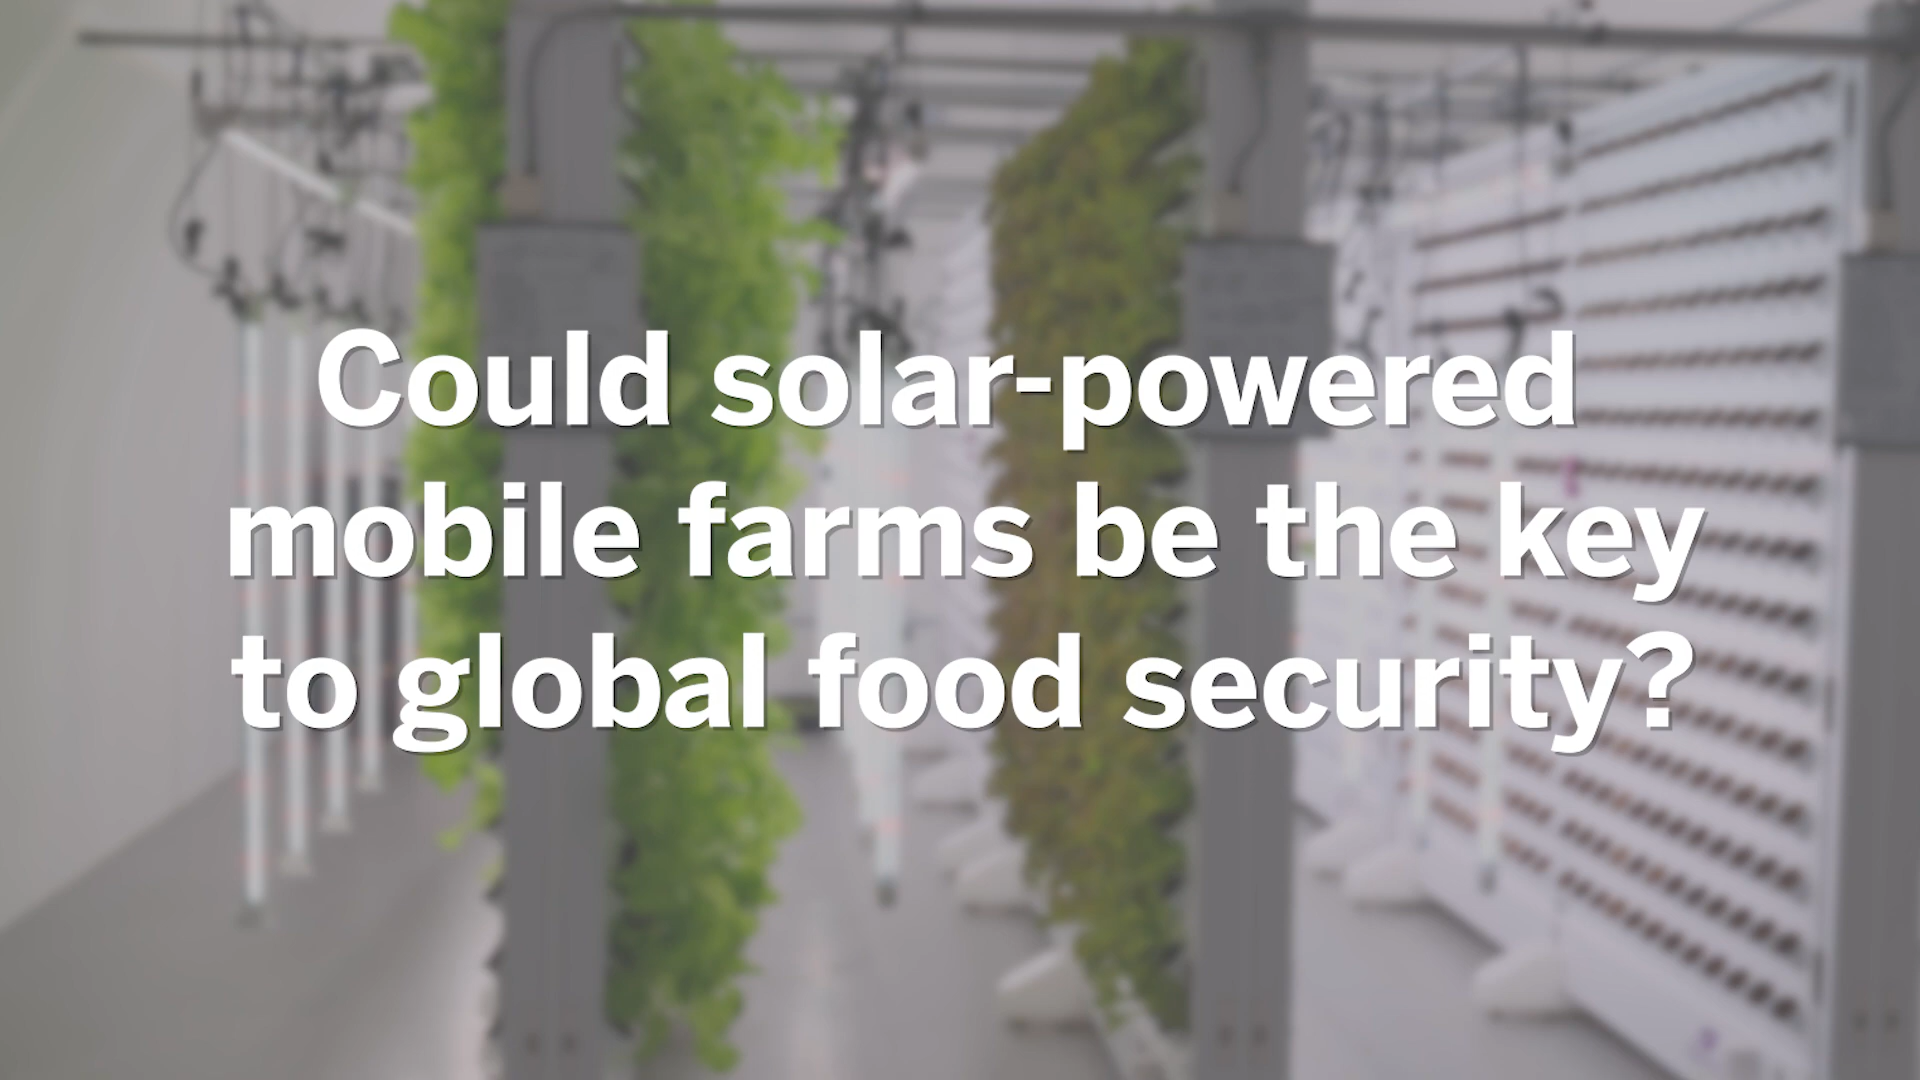 Could solar-powered
mobile farms be the key
to global food security?